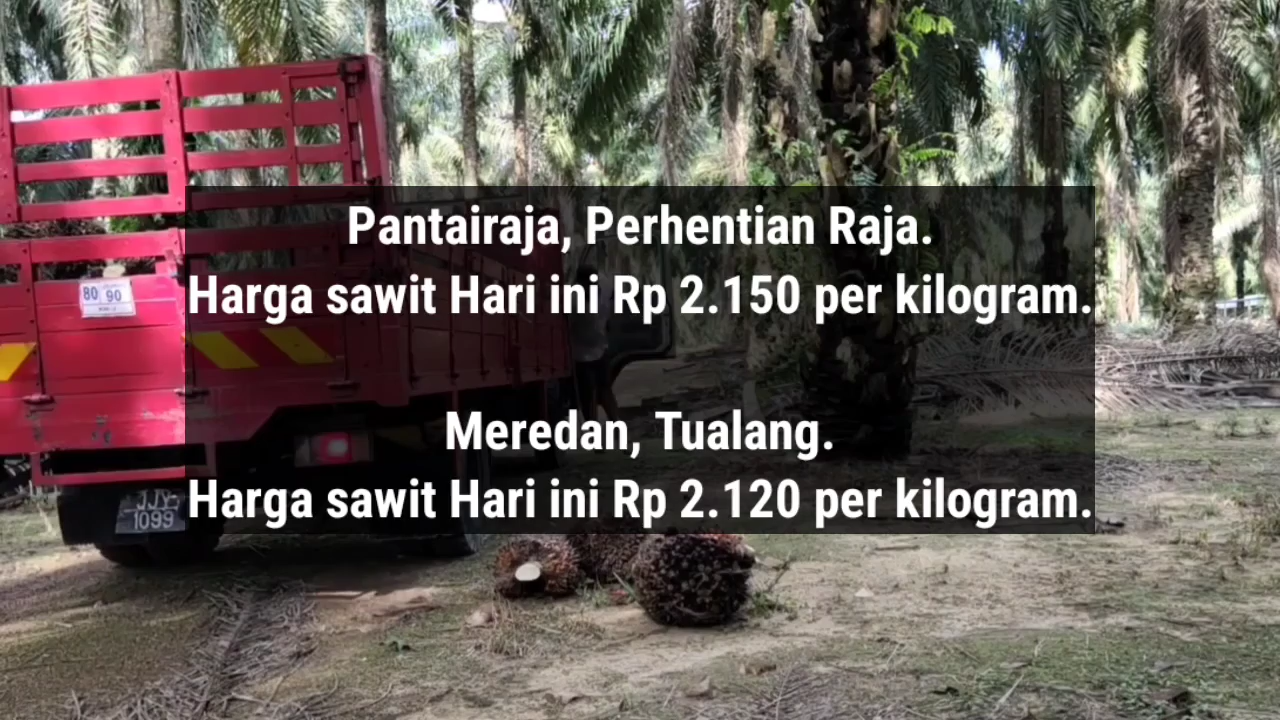 Pantairaja, Perhentian Raja.
Harga sawit Hari ini Rp 2.150 per kilogram.
Meredan, Tualang.
Harga sawit Hari ini Rp 2.120 per kilogram.
80 90
JJY
1099